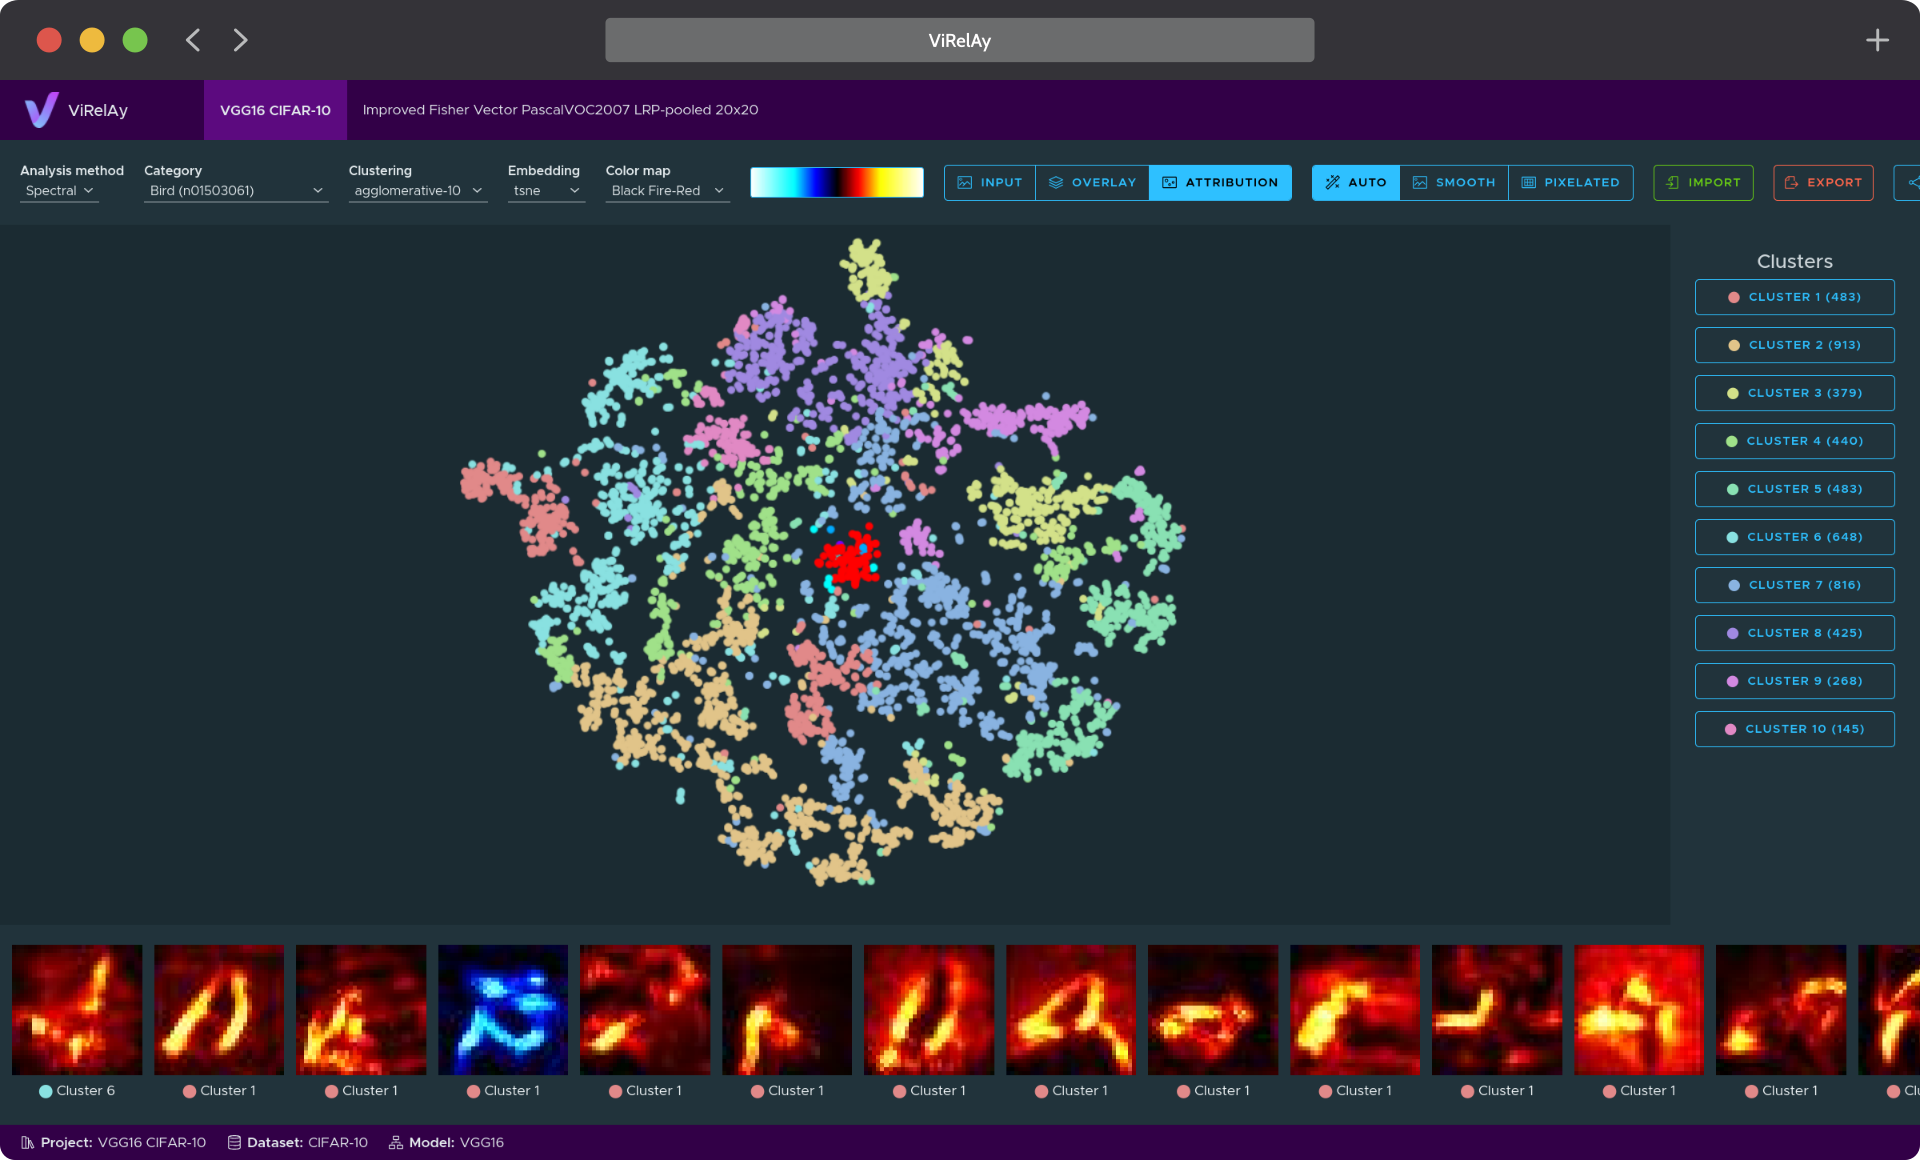 ViRelAy
ViRelAy
VGG16 CIFAR-10
Improved Fisher Vector PascalVOC2007 LRP-pooled 20x20
Analysis method
Spectral
Category
Bird (n01503061)
Clustering
agglomerative-10
Embedding
tsne
Color map
Black Fire-Red
INPUT
OVERLAY
ATTRIBUTION
AUTO
SMOOTH
PIXELATED
IMPORT
EXPORT
Clusters
CLUSTER 1 (483)
CLUSTER 2 (913)
CLUSTER 3 (379)
CLUSTER 4 (440)
CLUSTER 5 (483)
CLUSTER 6 (648)
CLUSTER 7 (816)
CLUSTER 8 (425)
CLUSTER 9 (268)
CLUSTER 10 (145)
Cluster 6
Cluster 1
Cluster 1
Cluster 1
Cluster 1
Cluster 1
Cluster 1
Cluster 1
Cluster 1
Cluster 1
Cluster 1
Cluster 1
Cluster 1
Clu
Project: VGG16 CIFAR-10
Dataset: CIFAR-10
Model: VGG16